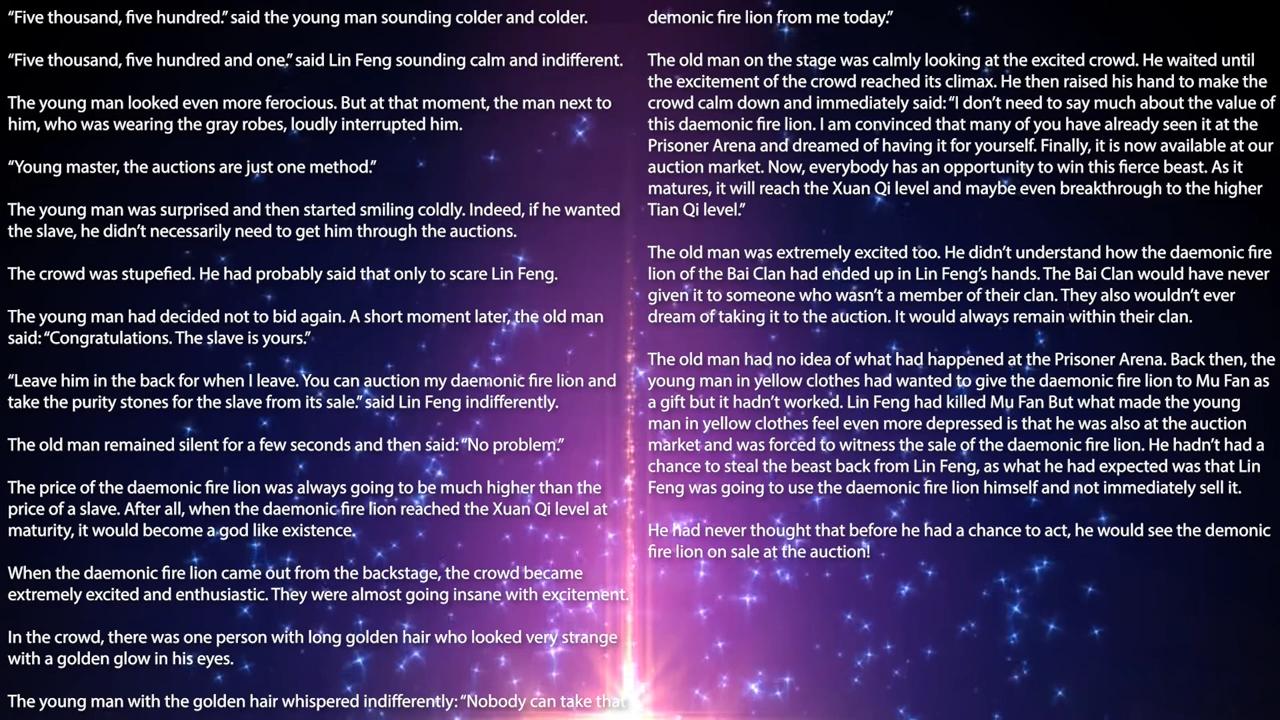 “Five thousand, five hundred.” said the young man sounding colder and colder.
“Five thousand, five hundred and one.” said Lin Feng sounding calm and indifferent.
The young man looked even more ferocious. But at that moment, the man next to
him, who was wearing the gray robes, loudly interrupted him.
“Young master, the auctions are just one method.”
The young man was surprised and then started smiling coldly. Indeed, if he wanted
the slave, he didn’t necessarily need to get him through the auctions.
The crowd was stupefied. He had probably said that only to scare Lin Feng.
The young man had decided not to bid again. A short moment later, the old man
said: “Congratulations. The slave is yours.”
“Leave him in the back for when I leave. You can auction my daemonic fire lion and
take the purity stones for the slave from its sale.” said Lin Feng indifferently.
The old man remained silent for a few seconds and then said: “No problem.”
The price of the daemonic fire lion was always going to be much higher than the
price of a slave. After all, when the daemonic fire lion reached the Xuan Qi level at
maturity, it would become a god like existence.
When the daemonic fire lion came out from the backstage, the crowd became
extremely excited and enthusiastic. They were almost going insane with excitement.
In the crowd, there was one person with long golden hair who looked very strange
with a golden glow in his eyes.
The young man with the golden hair whispered indifferently: “Nobody can take that
demonic fire lion from me today.”
The old man on the stage was calmly looking at the excited crowd. He waited until
the excitement of the crowd reached its climax. He then raised his hand to make the
crowd calm down and immediately said: “I don’t need to say much about the value of
this daemonic fire lion. I am convinced that many of you have already seen it at the
Prisoner Arena and dreamed of having it for yourself. Finally, it is now available at our
auction market. Now, everybody has an opportunity to win this fierce beast. As it
matures, it will reach the Xuan Qi level and maybe even breakthrough to the higher
Tian Qi level.”
The old man was extremely excited too. He didn’t understand how the daemonic fire
lion of the Bai Clan had ended up in Lin Feng’s hands. The Bai Clan would have never
given it to someone who wasn’t a member of their clan. They also wouldn’t ever
dream of taking it to the auction. It would always remain within their clan.
The old man had no idea of what had happened at the Prisoner Arena. Back then, the
young man in yellow clothes had wanted to give the daemonic fire lion to Mu Fan as
a gift but it hadn’t worked. Lin Feng had killed Mu Fan But what made the young
man in yellow clothes feel even more depressed is that he was also at the auction
market and was forced to witness the sale of the daemonic fire lion. He hadn’t had a
chance to steal the beast back from Lin Feng, as what he had expected was that Lin
Feng was going to use the daemonic fire lion himself and not immediately sell it.
He had never thought that before he had a chance to act, he would see the demonic
fire lion on sale at the auction!